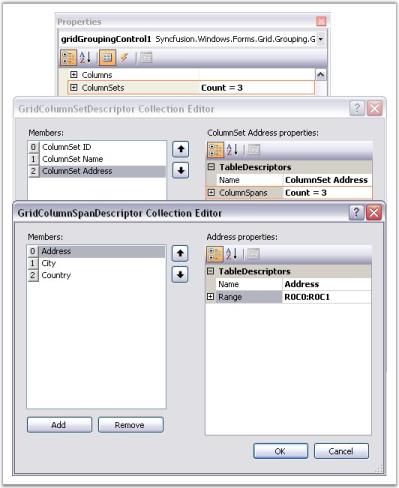 Properties
gridGroupingControl1 Syncfusion.Windows.Forms.Grid.Grouping.G
Columns
ColumnSets Count = 3
GridColumnSetDescriptor Collection Editor
Members:
ColumnSet Address properties:
0 ColumnSet ID
1 ColumnSet Name
2 ColumnSet Address
TableDescriptors
Name ColumnSet Address
ColumnSpans Count = 3
GridColumnSpanDescriptor Collection Editor
Members:
Address properties:
0 Address
1 City
2 Country
TableDescriptors
Name Address
Range R0C0:R0C1
Add Remove
OK Cancel